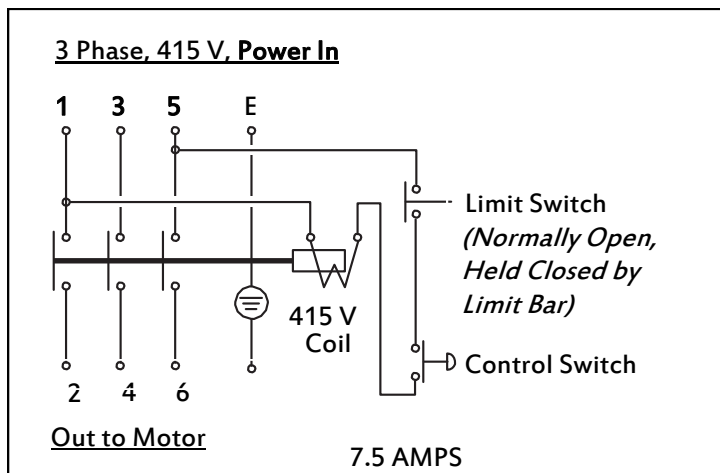 3 Phase, 415 V, Power In
1 3 5 E
Limit Switch
(Normally Open,
Held Closed by
Limit Bar)
415 V
Coil
Control Switch
2 4 6
Out to Motor
7.5 AMPS